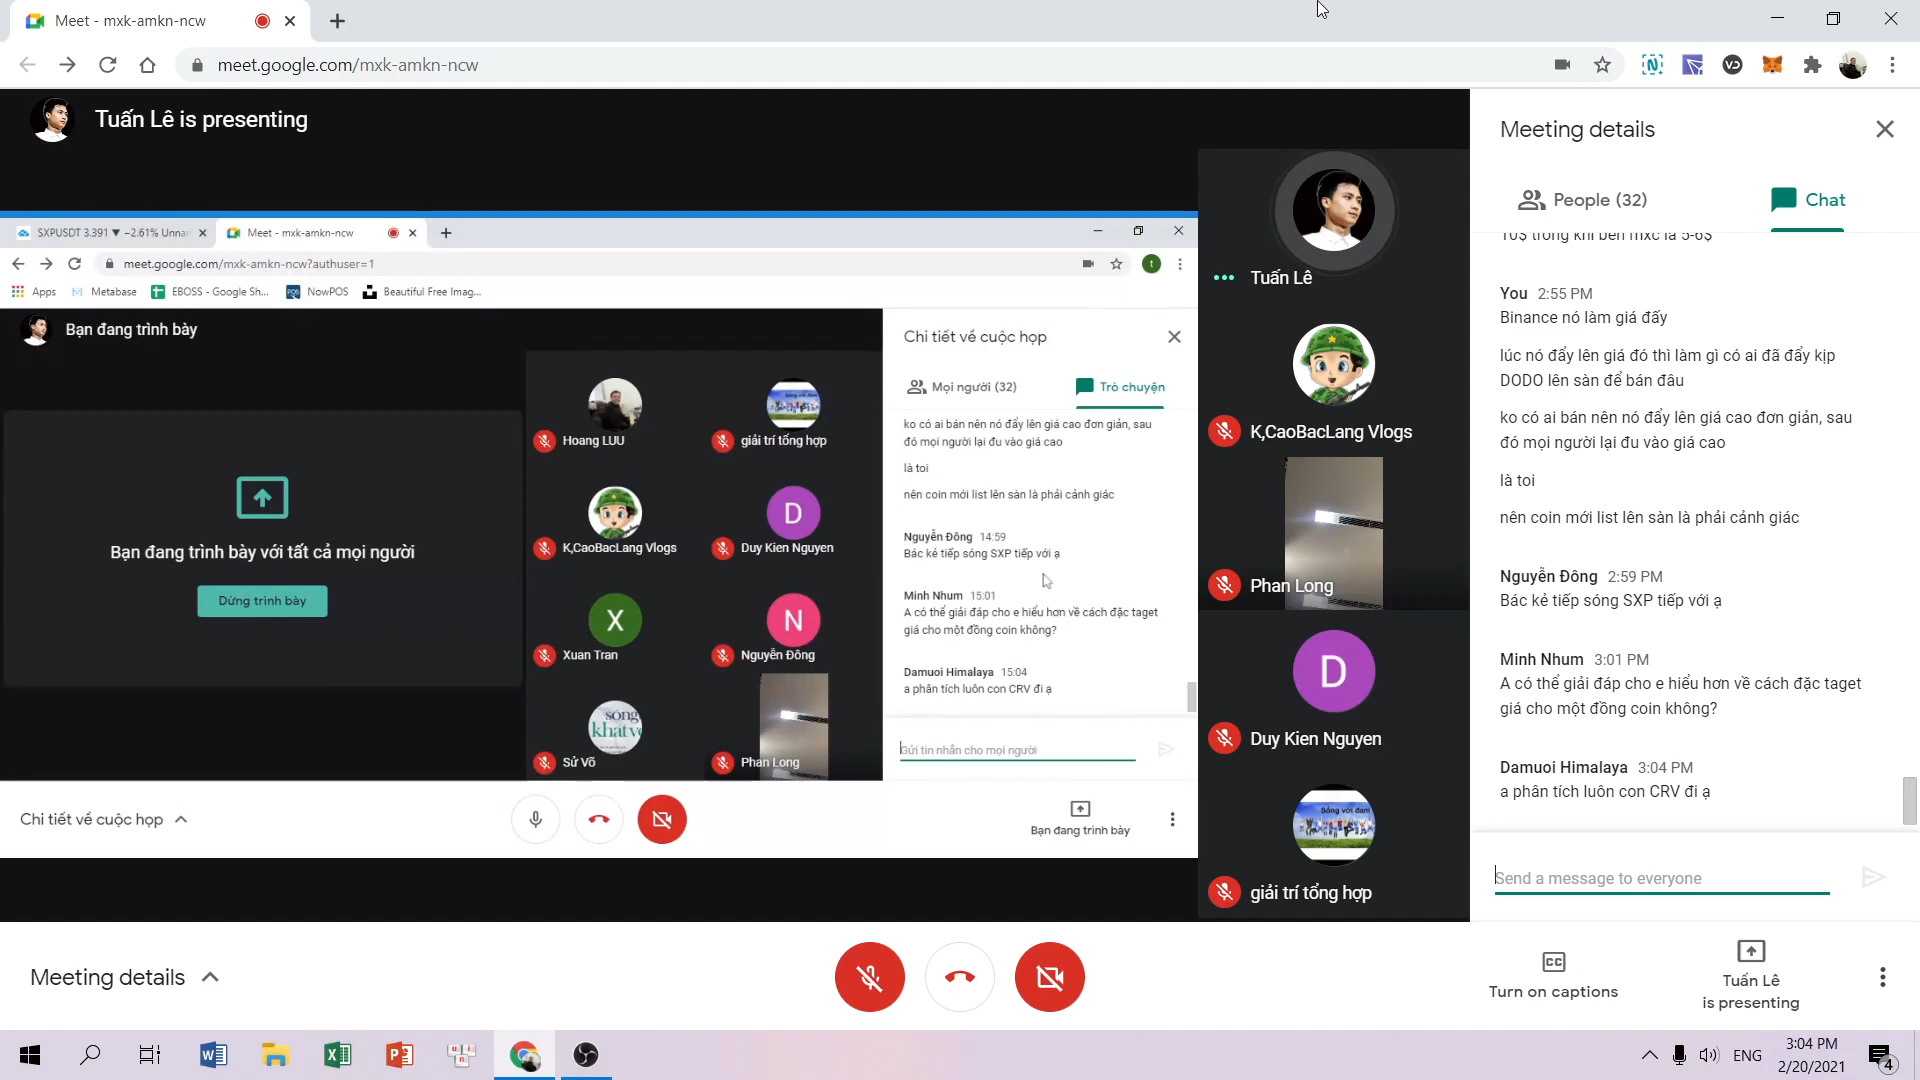 Meet - mxk-amkn-ncw
meet.google.com/mxk-amkn-ncw
Tuấn Lê is presenting
SXPUSDT 3.391 ▼ −2.61% Unna
Meet - mxk-amkn-ncw
meet.google.com/mxk-amkn-ncw?authuser=1
Apps
Metabase
EBOSS - Google Sh...
NowPOS
Beautiful Free Imag...
Bạn đang trình bày
Bạn đang trình bày với tất cả mọi người
Dừng trình bày
Hoang LUU
giải trí tổng hợp
K,CaoBacLang Vlogs
D
Duy Kien Nguyen
X
Xuan Tran
N
Nguyễn Đông
Sử Võ
Phan Long
Chi tiết về cuộc họp
Mọi người (32)
Trò chuyện
ko có ai bán nên nó đẩy lên giá cao đơn giản, sau
đó mọi người lại đu vào giá cao
là toi
nên coin mới list lên sàn là phải cảnh giác
Nguyễn Đông 14:59
Bác kẻ tiếp sóng SXP tiếp với ạ
Minh Nhum 15:01
A có thể giải đáp cho e hiểu hơn về cách đặc taget
giá cho một đồng coin không?
Damuoi Himalaya 15:04
a phân tích luôn con CRV đi ạ
Gửi tin nhắn cho mọi người
Chi tiết về cuộc họp
Bạn đang trình bày
Tuấn Lê
K,CaoBacLang Vlogs
Phan Long
D
Duy Kien Nguyen
Sống với đam
giải trí tổng hợp
Meeting details
People (32)
Chat
10$ trong khi bên mxc là 5-6$
You 2:55 PM
Binance nó làm giá đấy
lúc nó đẩy lên giá đó thì làm gì có ai đã đẩy kịp
DODO lên sàn để bán đâu
ko có ai bán nên nó đẩy lên giá cao đơn giản, sau
đó mọi người lại đu vào giá cao
là toi
nên coin mới list lên sàn là phải cảnh giác
Nguyễn Đông 2:59 PM
Bác kẻ tiếp sóng SXP tiếp với ạ
Minh Nhum 3:01 PM
A có thể giải đáp cho e hiểu hơn về cách đặc taget
giá cho một đồng coin không?
Damuoi Himalaya 3:04 PM
a phân tích luôn con CRV đi ạ
Send a message to everyone
Meeting details
Turn on captions
Tuấn Lê
is presenting
ENG
3:04 PM
2/20/2021
4